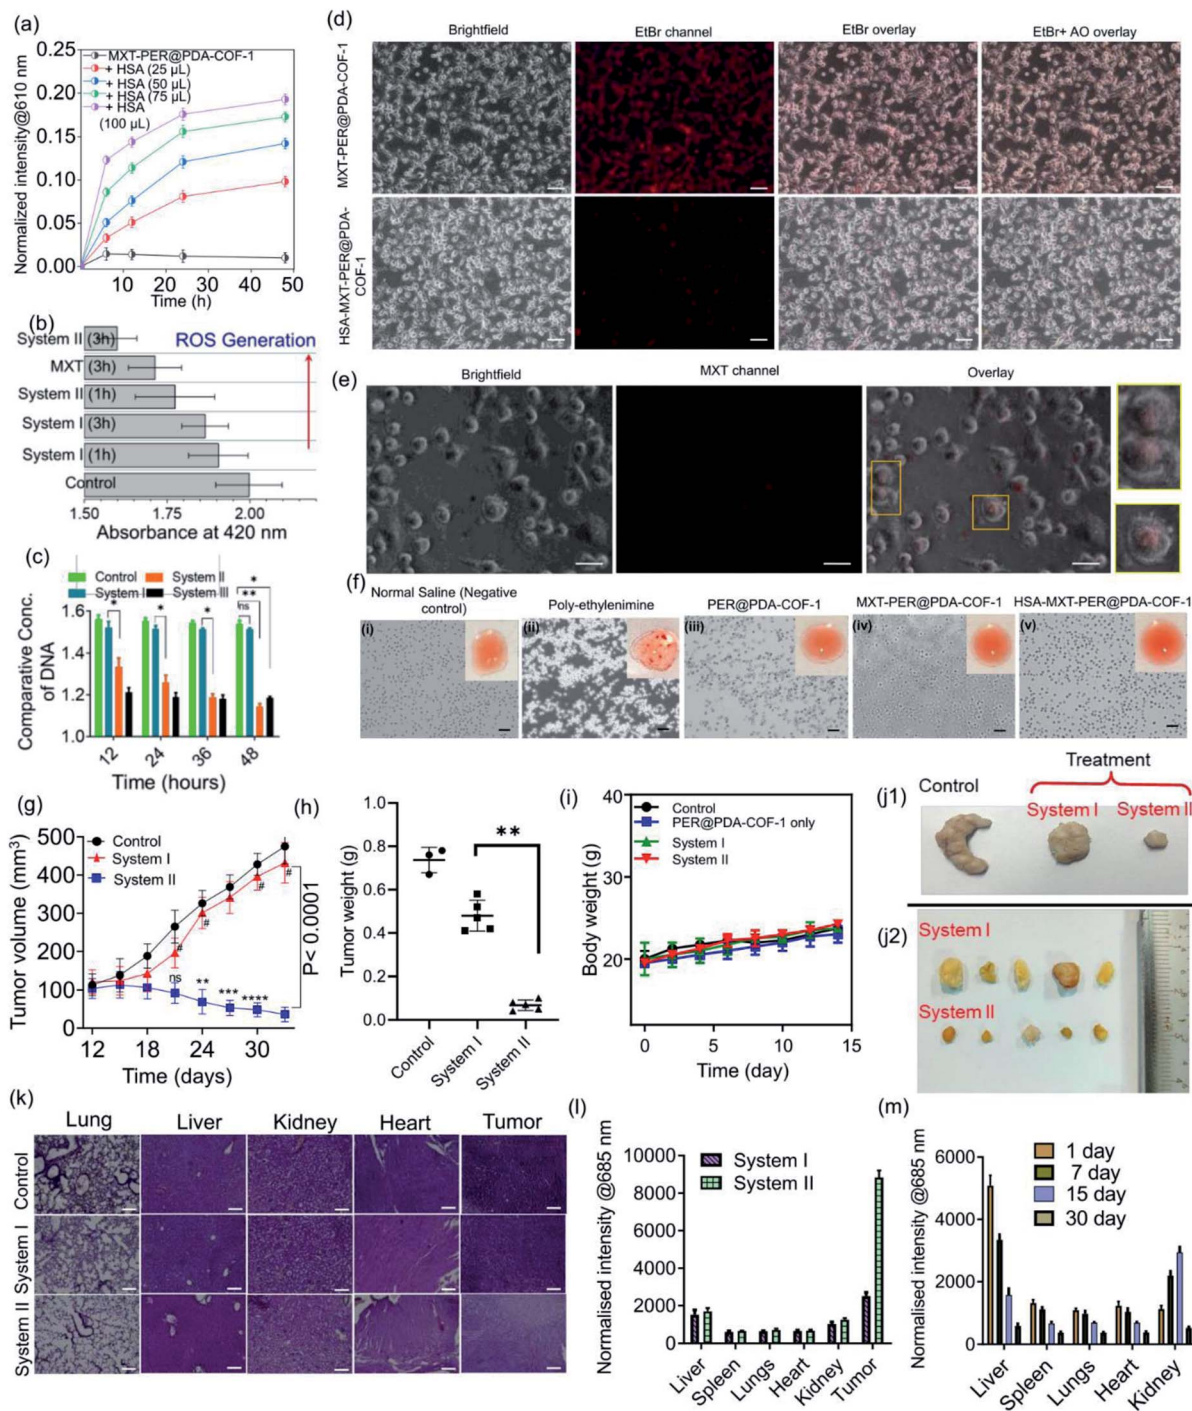 (a)
0.25
0.20
0.15
0.10
0.05
0.00
Normalized intensity@610 nm
MXT-PER@PDA-COF-1
+ HSA (25 µL)
+ HSA (50 µL)
+ HSA (75 µL)
+ HSA
(100 µL)
10 20 30 40 50
Time (h)
(b)
System II (3h)
ROS Generation
MXT (3h)
System II (1h)
System I (3h)
System I (1h)
Control
1.50 1.75 2.00
Absorbance at 420 nm
(c)
Control System II
System I System III
* * * ns ** *
Comparative Conc.
of DNA
1.6
1.4
1.2
1.0
12 24 36 48
Time (hours)
(d)
Brightfield EtBr channel EtBr overlay EtBr+ AO overlay
MXT-PER@PDA-COF-1
HSA-MXT-PER@PDA-
COF-1
(e)
Brightfield MXT channel Overlay
(f)
Normal Saline (Negative
control)
Poly-ethylenimine
PER@PDA-COF-1
MXT-PER@PDA-COF-1
HSA-MXT-PER@PDA-COF-1
(i) (ii) (iii) (iv) (v)
(g)
Tumor volume (mm³)
500
400
300
200
100
0
Control
System I
System II
# # # #
ns ** *** ****
P< 0.0001
12 18 24 30
Time (days)
(h)
Tumor weight (g)
1.0
0.8
0.6
0.4
0.2
0.0
**
Control System I System II
(i)
Body weight (g)
40
30
20
Control
PER@PDA-COF-1 only
System I
System II
0 5 10 15
Time (day)
(j1)
Treatment
Control
System I System II
(j2)
System I
System II
(k)
Lung Liver Kidney Heart Tumor
Control
System I
System II
(l)
Normalised intensity @685 nm
10000
8000
6000
4000
2000
0
System I
System II
Liver Spleen Lungs Heart Kidney Tumor
(m)
Normalised intensity @685 nm
6000
4000
2000
0
1 day
7 day
15 day
30 day
Liver Spleen Lungs Heart Kidney